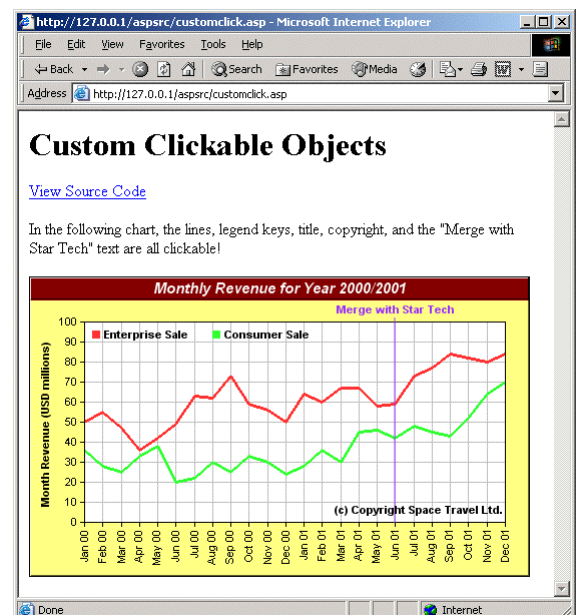 http://127.0.0.1/aspsrc/customclick.asp - Microsoft Internet Explorer
File Edit View Favorites Tools Help
Back Search Favorites Media
Address http://127.0.0.1/aspsrc/customclick.asp
Custom Clickable Objects
View Source Code
In the following chart, the lines, legend keys, title, copyright, and the "Merge with
Star Tech" text are all clickable!
Monthly Revenue for Year 2000/2001
Merge with Star Tech
Enterprise Sale Consumer Sale
Month Revenue (USD millions)
100
90
80
70
60
50
40
30
20
10
0
(c) Copyright Space Travel Ltd.
Jan 00 Feb 00 Mar 00 Apr 00 May 00 Jun 00 Jul 00 Aug 00 Sep 00 Oct 00 Nov 00 Dec 00 Jan 01 Feb 01 Mar 01 Apr 01 May 01 Jun 01 Jul 01 Aug 01 Sep 01 Oct 01 Nov 01 Dec 01
Done Internet